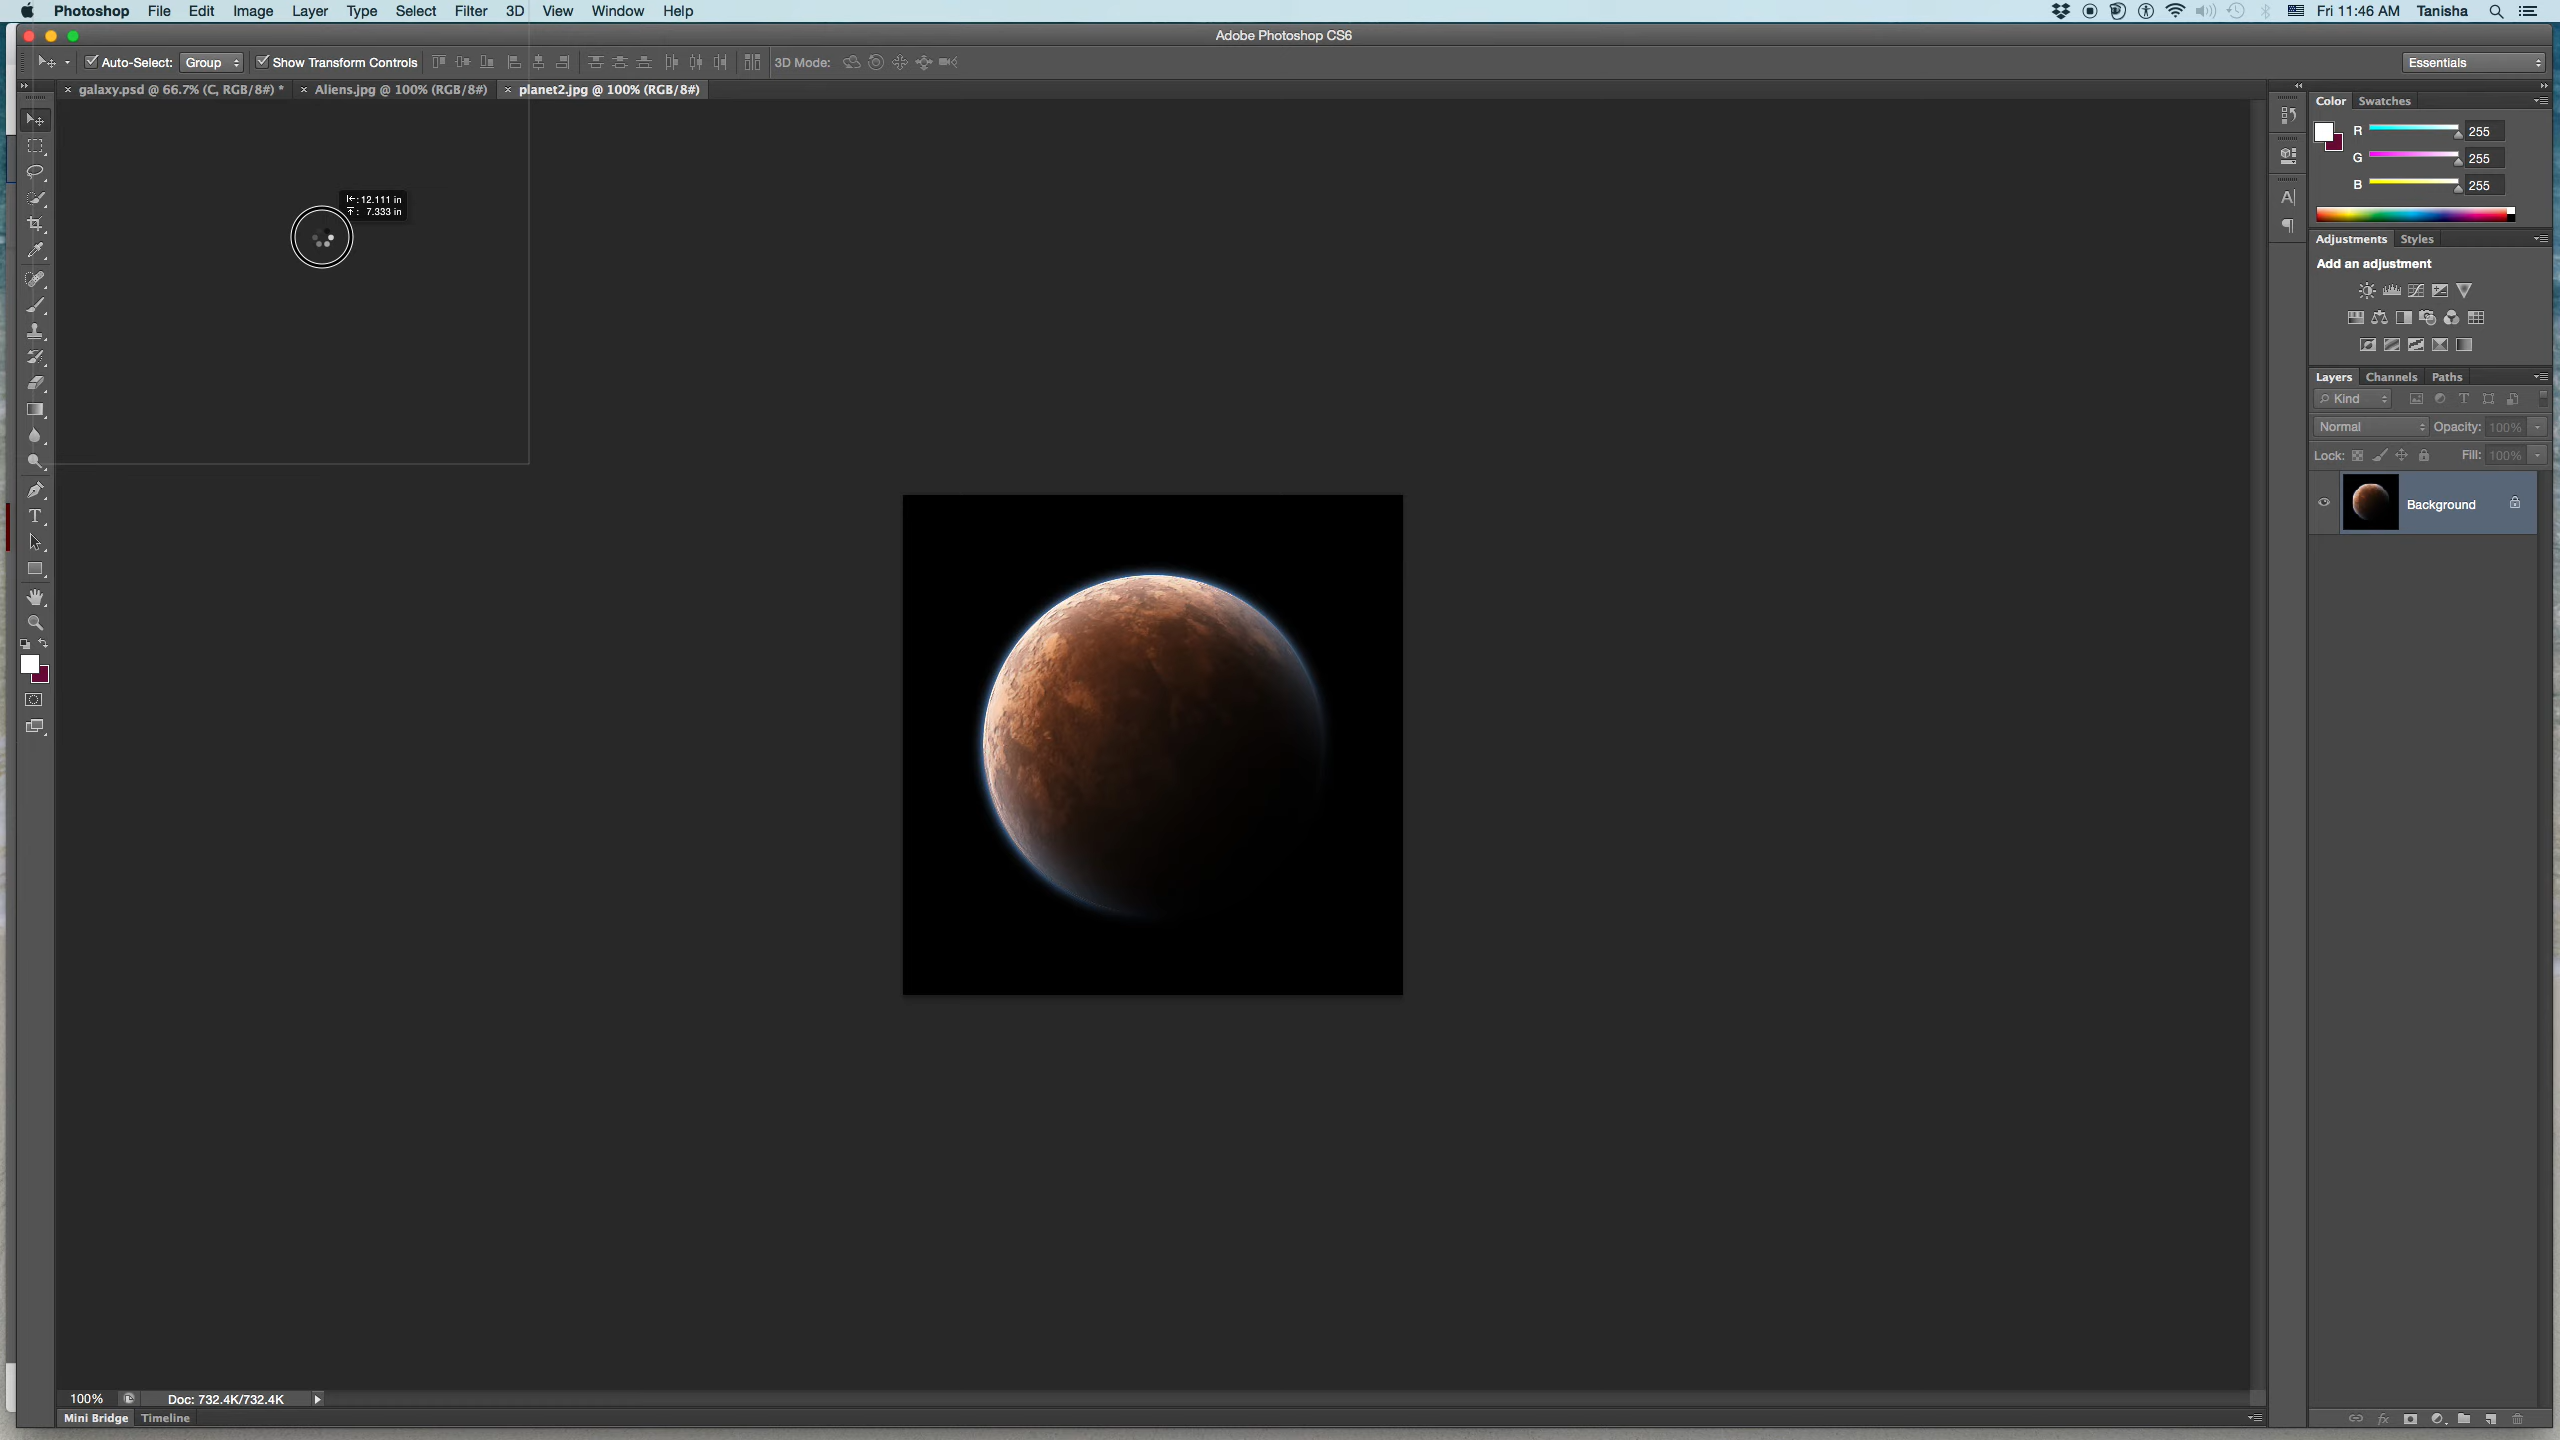 Photoshop File Edit Image Layer Type Select Filter 3D View Window Help Fri 11:46 AM Tanisha
Adobe Photoshop CS6
Auto-Select: Group Show Transform Controls 3D Mode: Essentials
galaxy.psd @ 66.7% (C, RGB/8#) * Aliens.jpg @ 100% (RGB/8#) planet2.jpg @ 100% (RGB/8#)
Color Swatches
R 255
G 255
B 255
12.111 in
7.333 in
Adjustments Styles
Add an adjustment
Layers Channels Paths
Kind
Normal Opacity: 100%
Lock: Fill: 100%
Background
100% Doc: 732.4K/732.4K
Mini Bridge Timeline